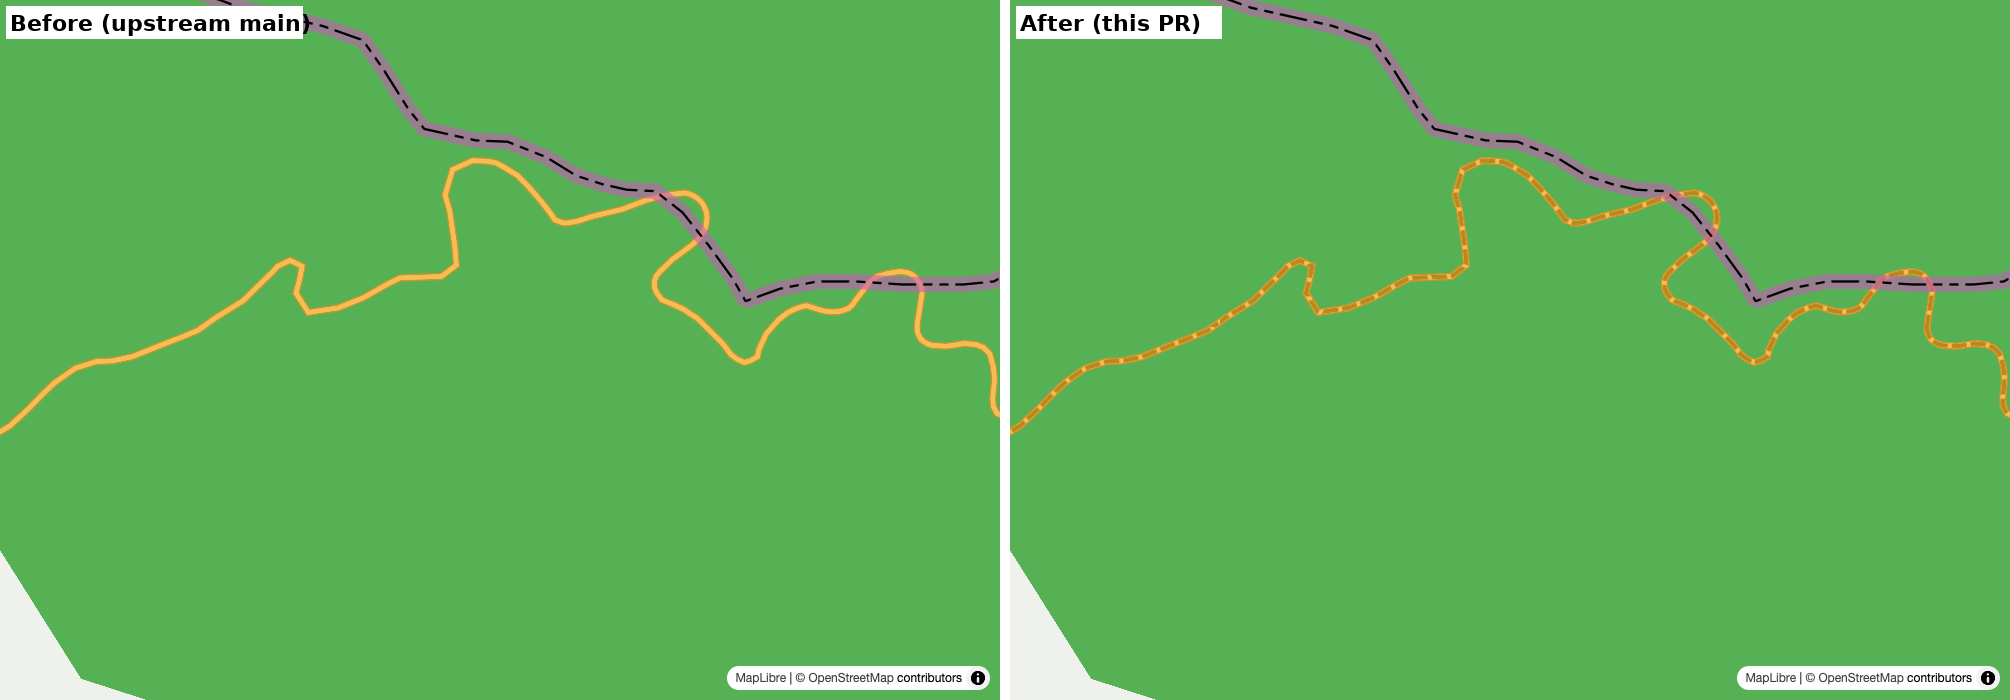 Before (upstream main)
After (this PR)
MapLibre | © OpenStreetMap contributors
MapLibre | © OpenStreetMap contributors